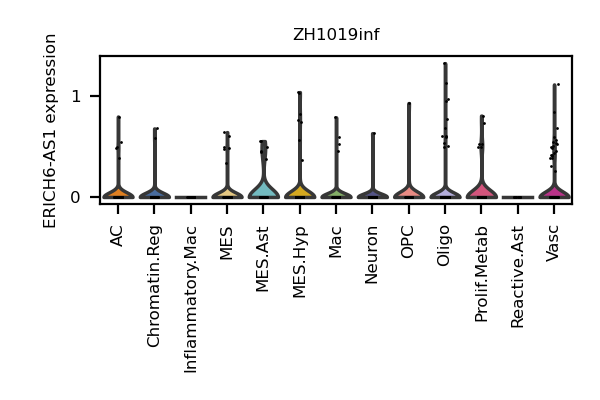 ZH1019inf
ERICH6-AS1 expression
1
0
AC
Chromatin.Reg
Inflammatory.Mac
MES
MES.Ast
MES.Hyp
Mac
Neuron
OPC
Oligo
Prolif.Metab
Reactive.Ast
Vasc